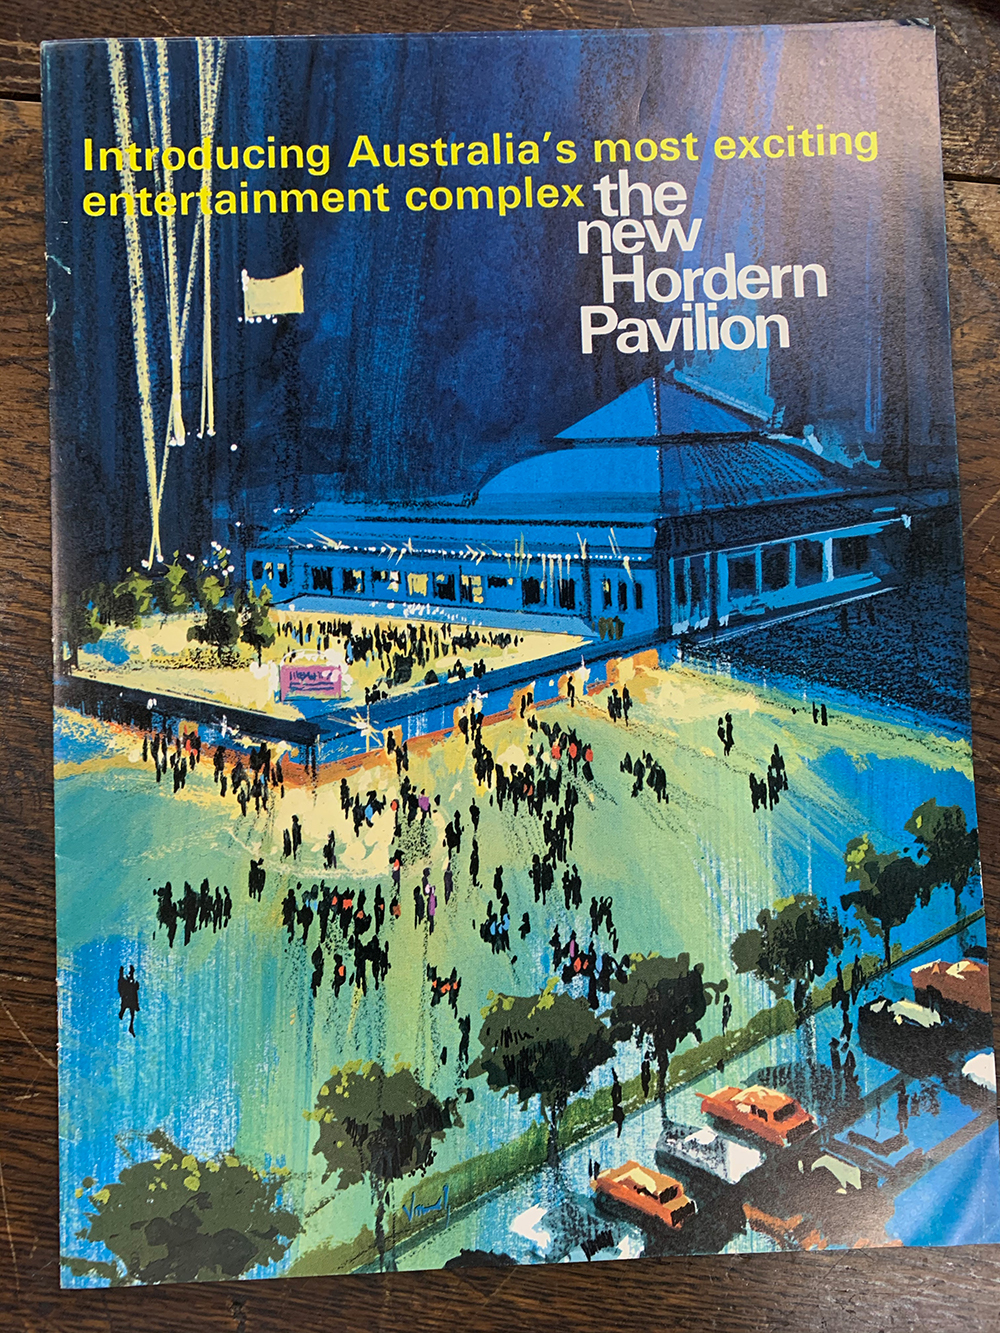 Introducing Australia's most exciting
entertainment complex the
new
Hordern
Pavilion